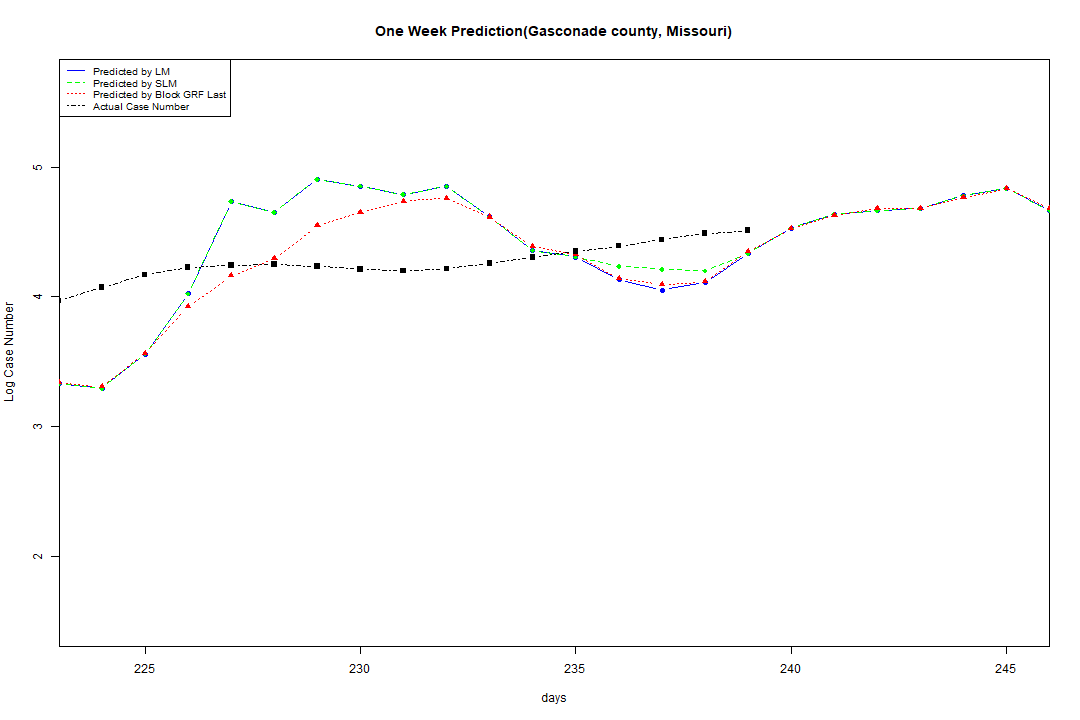 One Week Prediction(Gasconade county, Missouri)
Predicted by LM
Predicted by SLM
Predicted by Block GRF Last
Actual Case Number
5
4
3
2
Log Case Number
225 230 235 240 245
days